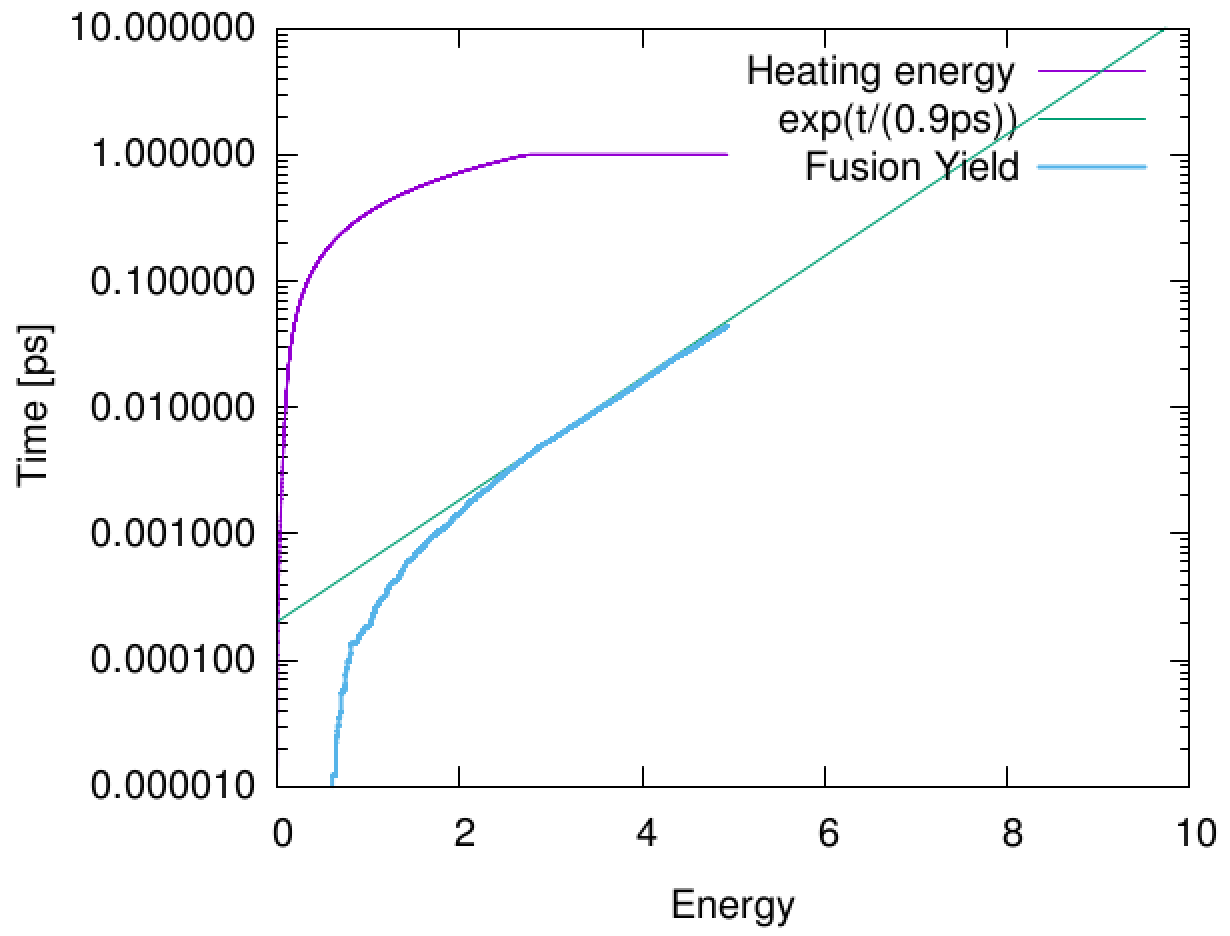 10.000000
1.000000
0.100000
0.010000
0.001000
0.000100
0.000010
Time [ps]
Heating energy
exp(t/(0.9ps))
Fusion Yield
0 2 4 6 8 10
Energy